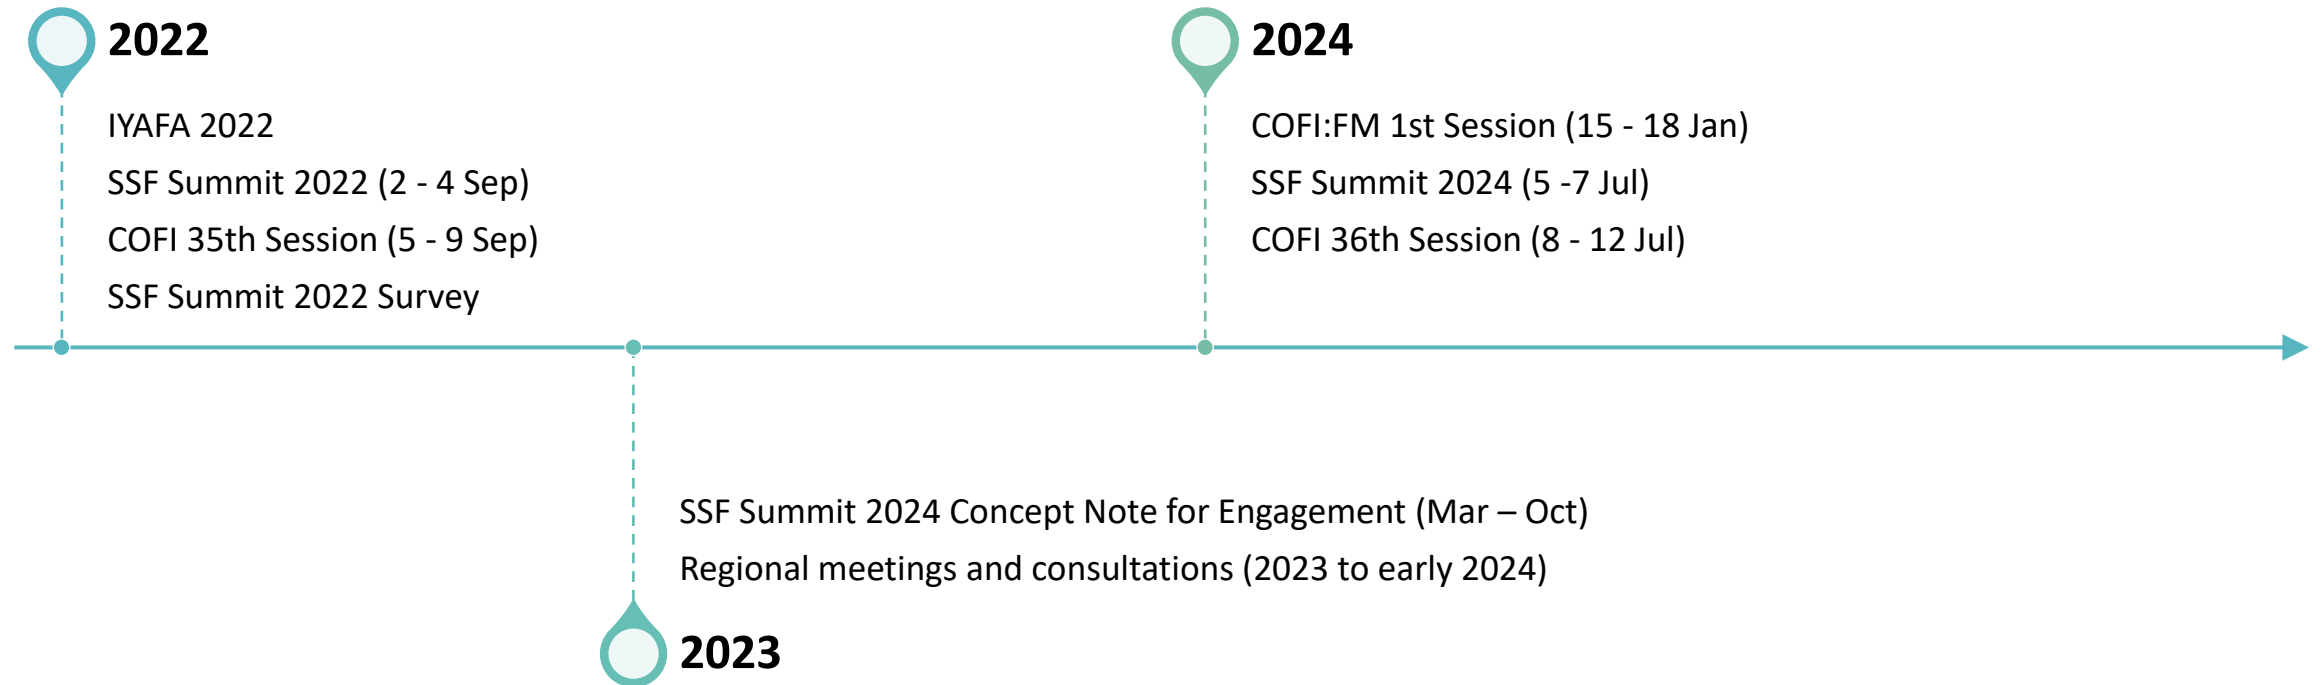 2022
IYAFA 2022
SSF Summit 2022 (2 - 4 Sep)
COFI 35th Session (5 - 9 Sep)
SSF Summit 2022 Survey
2024
COFI:FM 1st Session (15 - 18 Jan)
SSF Summit 2024 (5 -7 Jul)
COFI 36th Session (8 - 12 Jul)
SSF Summit 2024 Concept Note for Engagement (Mar – Oct)
Regional meetings and consultations (2023 to early 2024)
2023